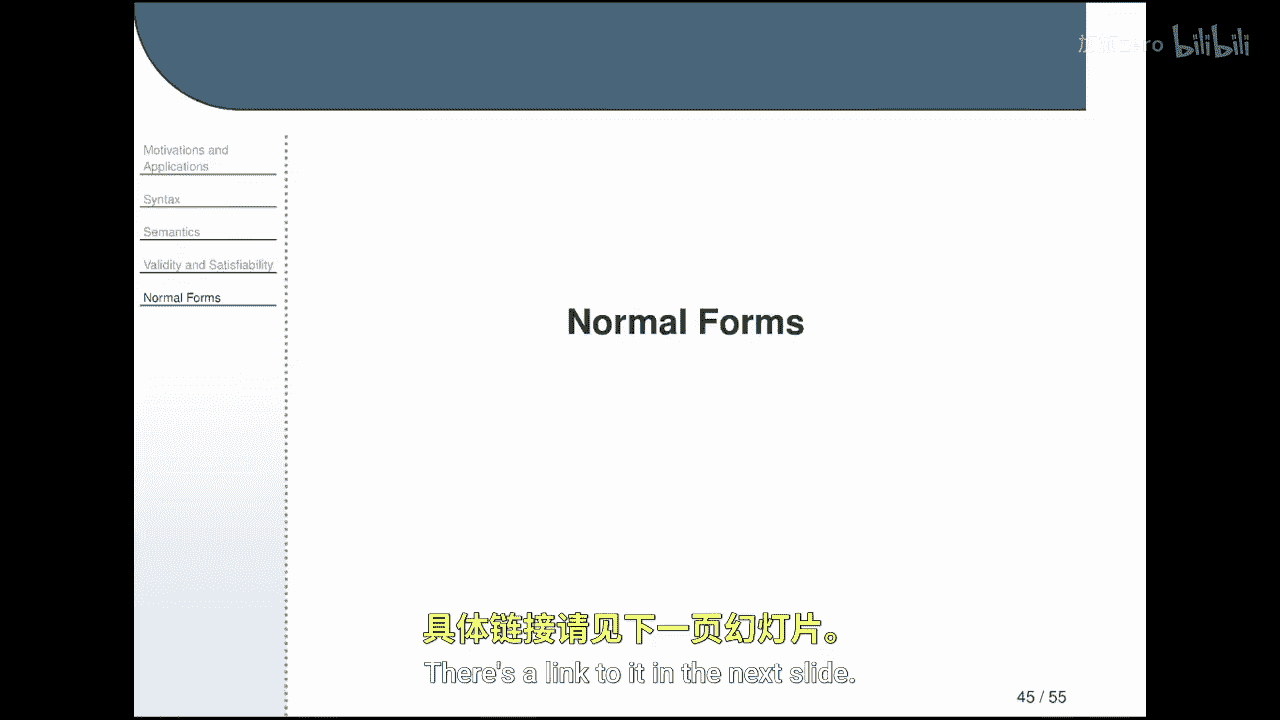 bilibili
Motivations and
Applications
Syntax
Semantics
Validity and Satisfiability
Normal Forms
Normal Forms
具体链接请见下一页幻灯片。
There's a link to it in the next slide.
45 / 55